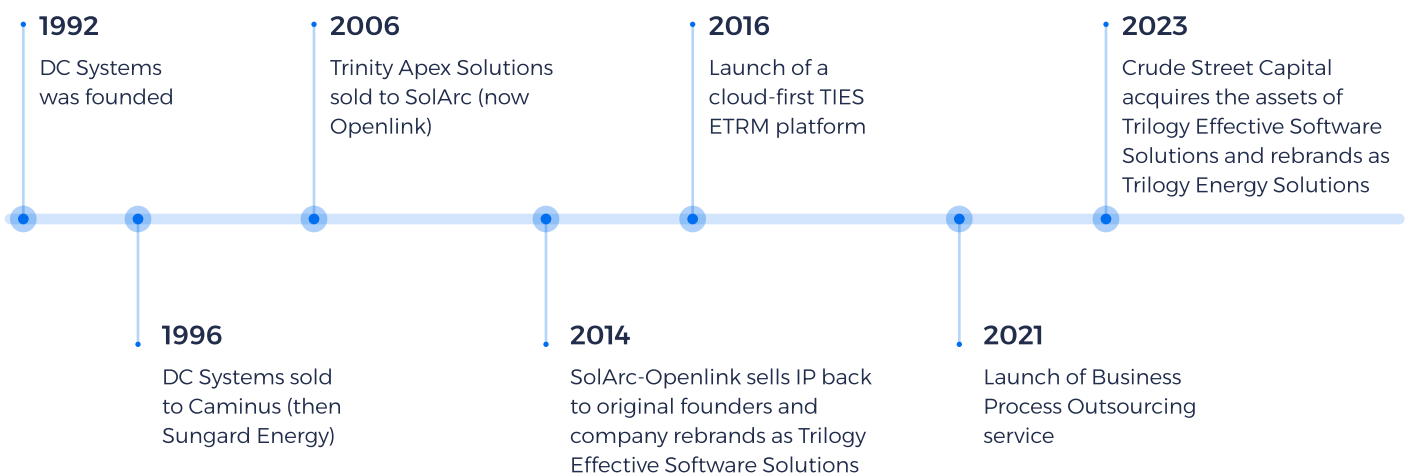 1992
DC Systems
was founded
2006
Trinity Apex Solutions
sold to SolArc (now
Openlink)
2016
Launch of a
cloud-first TIES
ETRM platform
2023
Crude Street Capital
acquires the assets of
Trilogy Effective Software
Solutions and rebrands as
Trilogy Energy Solutions
1996
DC Systems sold
to Caminus (then
Sungard Energy)
2014
SolArc-Openlink sells IP back
to original founders and
company rebrands as Trilogy
Effective Software Solutions
2021
Launch of Business
Process Outsourcing
service